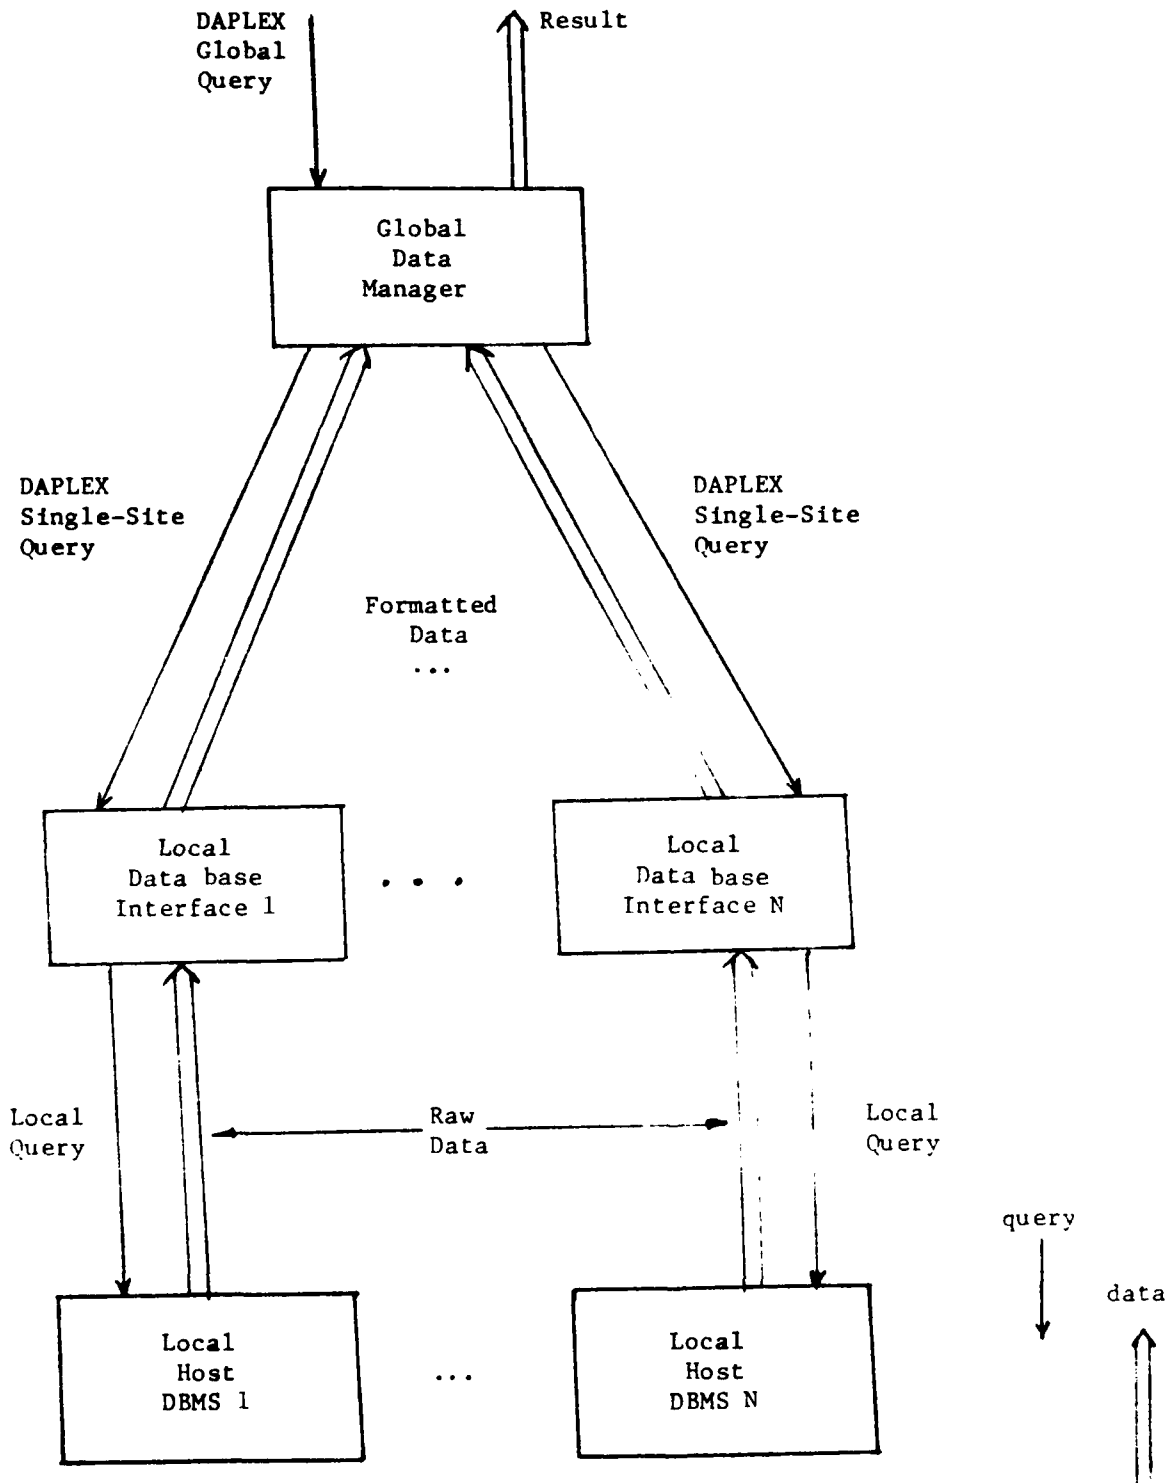 DAPLEX
Global
Query
Result
Global
Data
Manager
DAPLEX
Single-Site
Query
DAPLEX
Single-Site
Query
Formatted
Data
...
Local
Data base
Interface 1
. . .
Local
Data base
Interface N
Local
Query
Raw
Data
Local
Query
query
data
Local
Host
DBMS 1
...
Local
Host
DBMS N